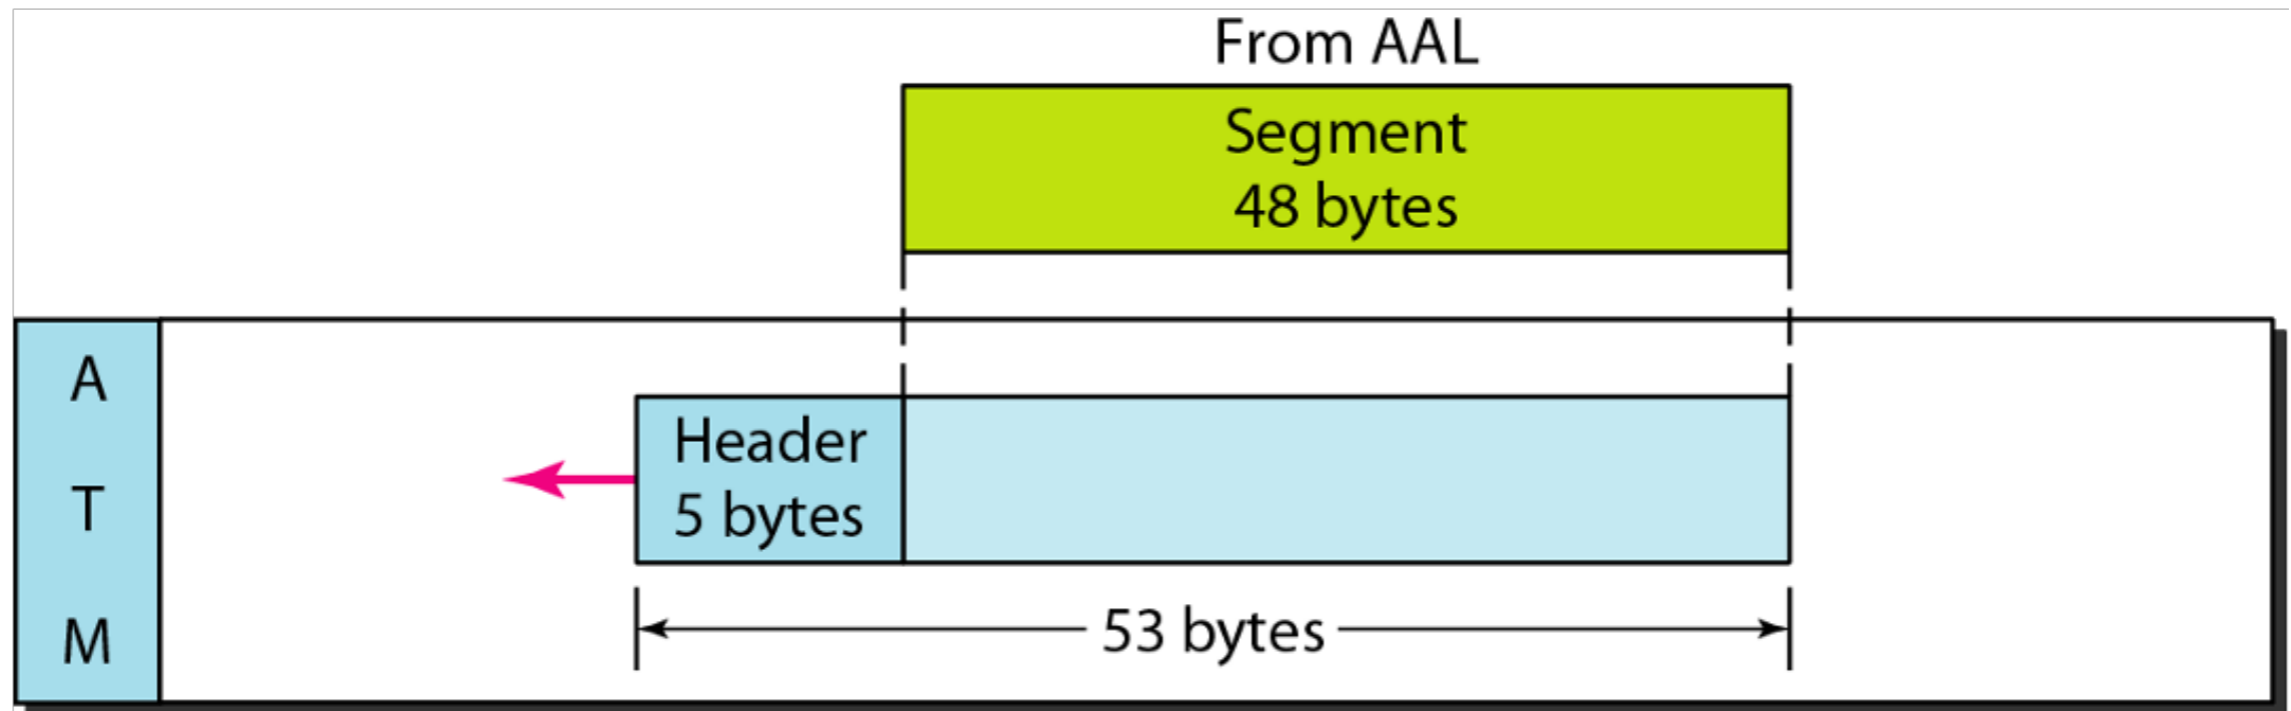 From AAL
Segment
48 bytes
A
T
M
Header
5 bytes
53 bytes